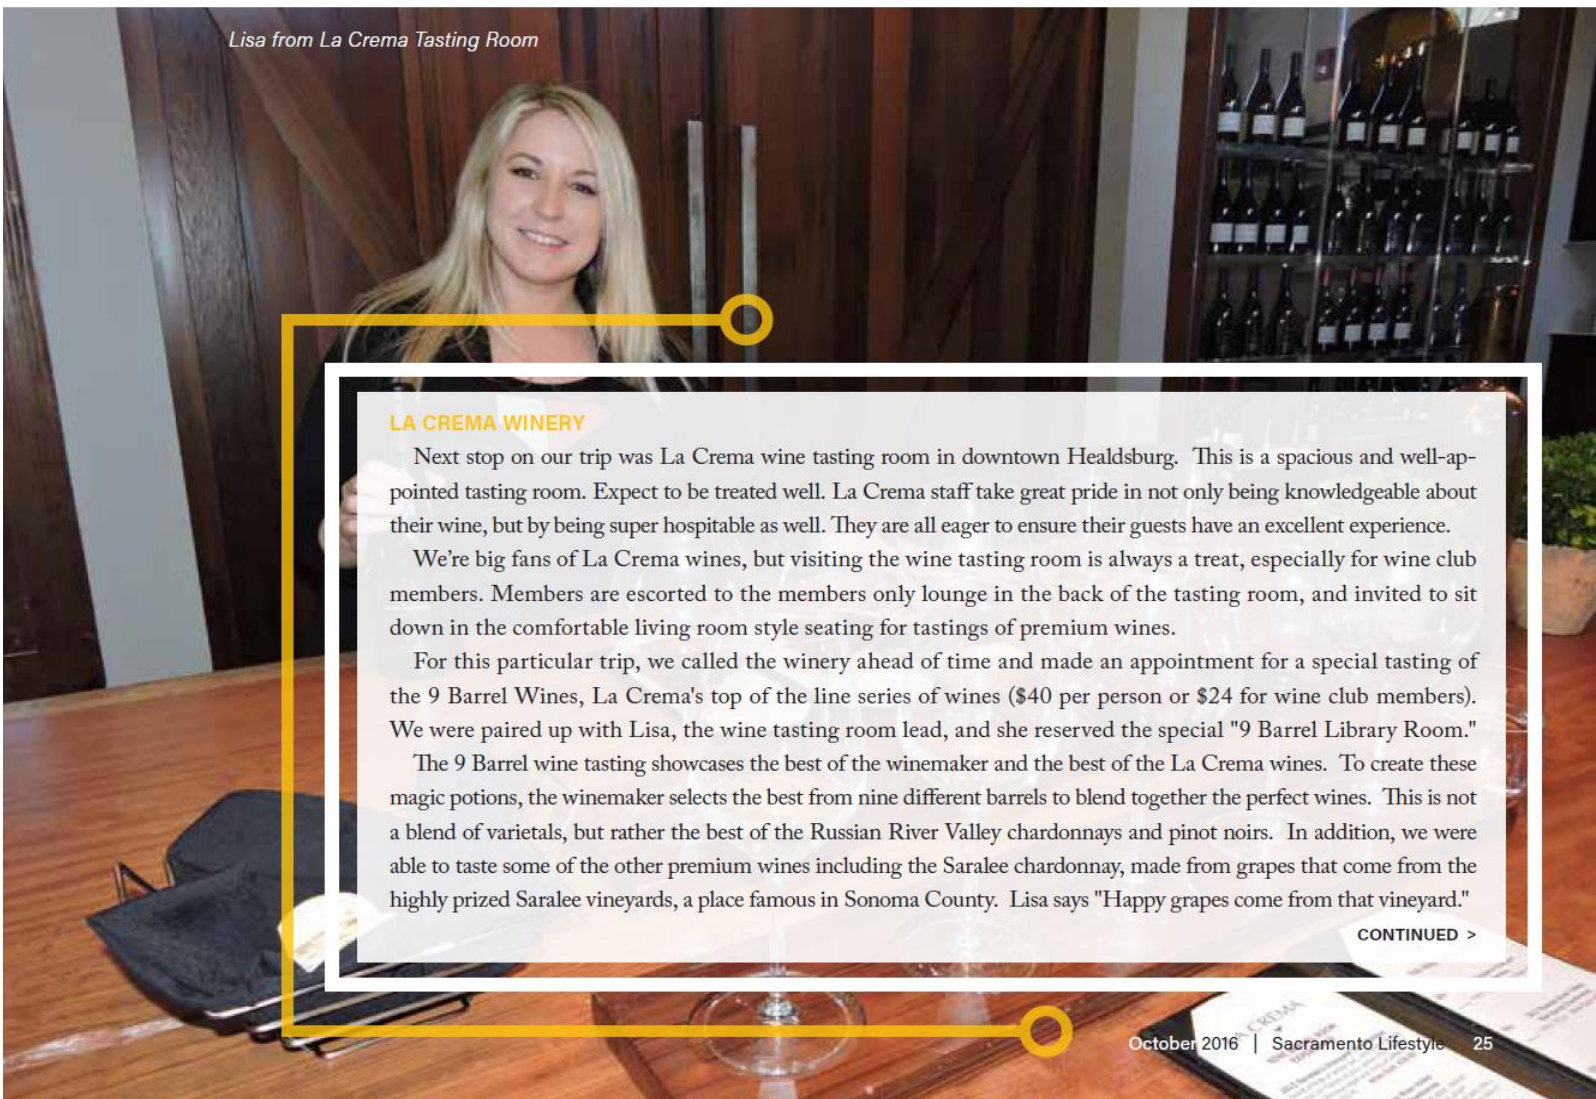 Lisa from La Crema Tasting Room
LA CREMA WINERY
Next stop on our trip was La Crema wine tasting room in downtown Healdsburg. This is a spacious and well-ap-
pointed tasting room. Expect to be treated well. La Crema staff take great pride in not only being knowledgeable about
their wine, but by being super hospitable as well. They are all eager to ensure their guests have an excellent experience.
We're big fans of La Crema wines, but visiting the wine tasting room is always a treat, especially for wine club
members. Members are escorted to the members only lounge in the back of the tasting room, and invited to sit
down in the comfortable living room style seating for tastings of premium wines.
For this particular trip, we called the winery ahead of time and made an appointment for a special tasting of
the 9 Barrel Wines, La Crema's top of the line series of wines ($40 per person or $24 for wine club members).
We were paired up with Lisa, the wine tasting room lead, and she reserved the special "9 Barrel Library Room."
The 9 Barrel wine tasting showcases the best of the winemaker and the best of the La Crema wines. To create these
magic potions, the winemaker selects the best from nine different barrels to blend together the perfect wines. This is not
a blend of varietals, but rather the best of the Russian River Valley chardonnays and pinot noirs. In addition, we were
able to taste some of the other premium wines including the Saralee chardonnay, made from grapes that come from the
highly prized Saralee vineyards, a place famous in Sonoma County. Lisa says "Happy grapes come from that vineyard."
CONTINUED >
October 2016 | Sacramento Lifestyle 25
CREMA